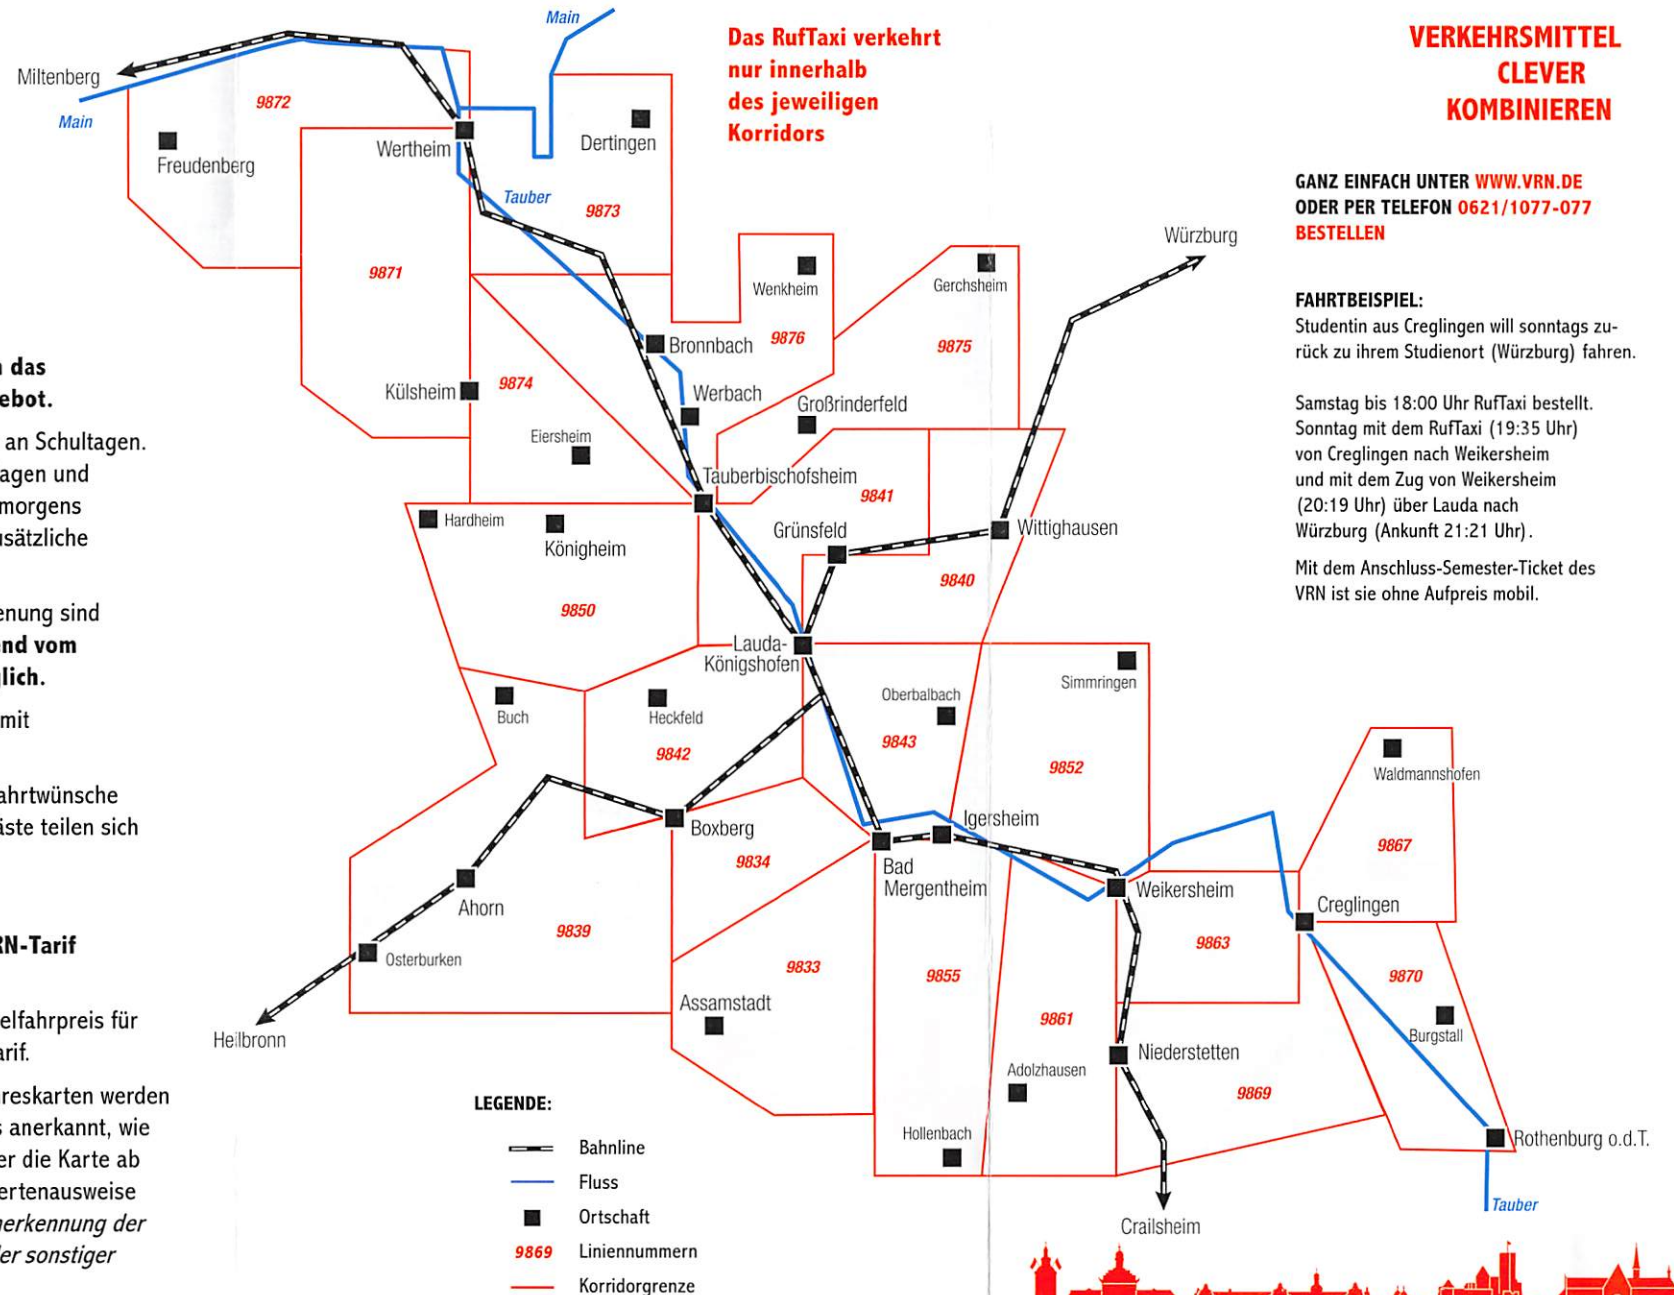 n das
ebot.
an Schultagen.
agen und
morgens
usätzliche
enung sind
end vom
glich.
mit
ahrtwünsche
äste teilen sich
RN-Tarif
elfahrpreis für
arif.
hreskarten werden
s anerkannt, wie
er die Karte ab
ertenausweise
nerkennung der
der sonstiger
Das RufTaxi verkehrt
nur innerhalb
des jeweiligen
Korridors
Main
Main
Miltenberg
9872
Freudenberg
Wertheim
Dertingen
Tauber
9873
9871
Würzburg
Wenkheim
Gerchsheim
9876
9875
Bronnbach
Külsheim
9874
Werbach
Großrinderfeld
Eiersheim
Tauberbischofsheim
9841
Hardheim
Königheim
Grünsfeld
Wittighausen
9850
9840
Lauda-
Königshofen
Simmringen
Buch
Heckfeld
Oberbalbach
9842
9843
9852
Waldmannshofen
Boxberg
Igersheim
9867
9834
Bad
Mergentheim
Weikersheim
Ahorn
Creglingen
9839
9863
Osterburken
9833
9855
9870
Assamstadt
9861
Heilbronn
Burgstall
Niederstetten
Adolzhausen
9869
Hollenbach
Rothenburg o.d.T.
Tauber
Crailsheim
LEGENDE:
Bahnline
Fluss
Ortschaft
9869 Liniennummern
Korridorgrenze
VERKEHRSMITTEL
CLEVER
KOMBINIEREN
GANZ EINFACH UNTER WWW.VRN.DE
ODER PER TELEFON 0621/1077-077
BESTELLEN
FAHRTBEISPIEL:
Studentin aus Creglingen will sonntags zu-
rück zu ihrem Studienort (Würzburg) fahren.
Samstag bis 18:00 Uhr RufTaxi bestellt.
Sonntag mit dem RufTaxi (19:35 Uhr)
von Creglingen nach Weikersheim
und mit dem Zug von Weikersheim
(20:19 Uhr) über Lauda nach
Würzburg (Ankunft 21:21 Uhr).
Mit dem Anschluss-Semester-Ticket des
VRN ist sie ohne Aufpreis mobil.